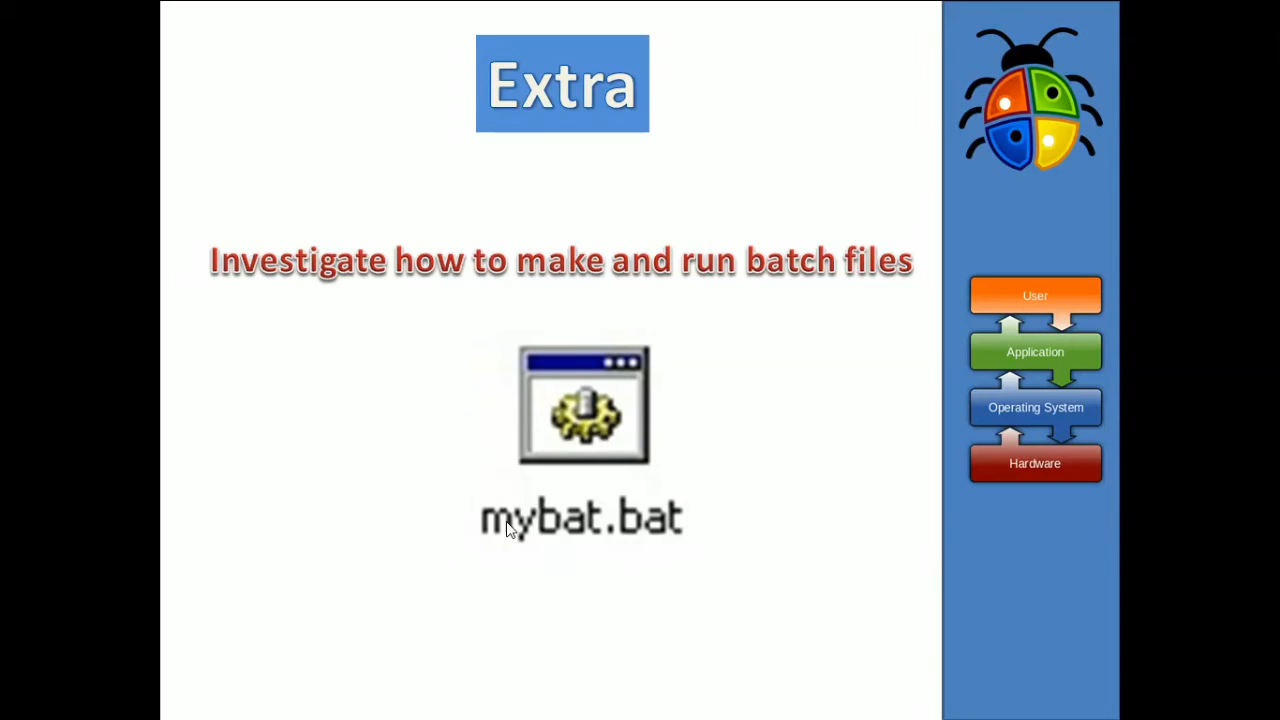 Extra
Investigate how to make and run batch files
mybat.bat
User
Application
Operating System
Hardware